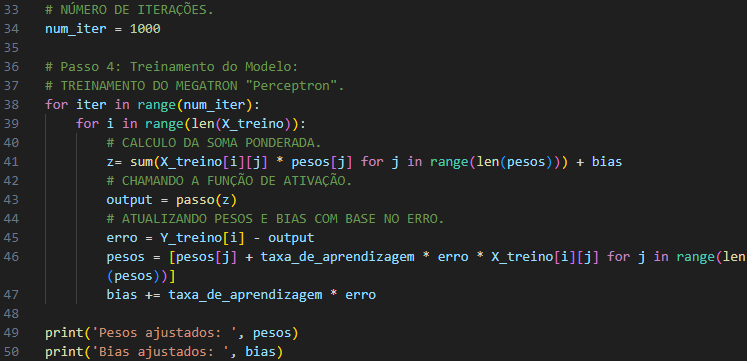 33 # NÚMERO DE ITERAÇÕES.
34 num_iter = 1000
35
36 # Passo 4: Treinamento do Modelo:
37 # TREINAMENTO DO MEGATRON "Perceptron".
38 for iter in range(num_iter):
39     for i in range(len(X_treino)):
40         # CALCULO DA SOMA PONDERADA.
41         z= sum(X_treino[i][j] * pesos[j] for j in range(len(pesos))) + bias
42         # CHAMANDO A FUNÇÃO DE ATIVAÇÃO.
43         output = passo(z)
44         # ATUALIZANDO PESOS E BIAS COM BASE NO ERRO.
45         erro = Y_treino[i] - output
46         pesos = [pesos[j] + taxa_de_aprendizagem * erro * X_treino[i][j] for j in range(len
        (pesos))]
47         bias += taxa_de_aprendizagem * erro
48
49 print('Pesos ajustados: ', pesos)
50 print('Bias ajustados: ', bias)